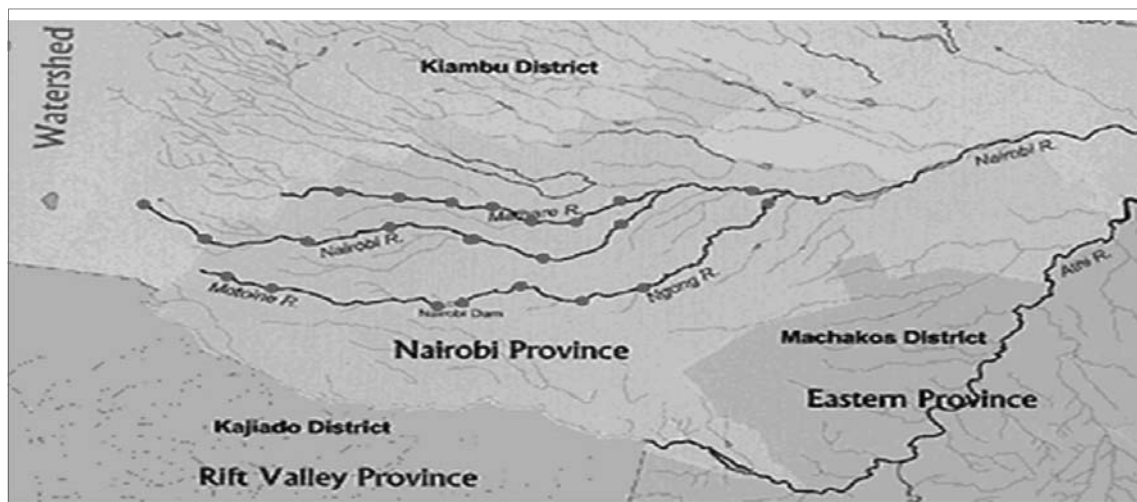 Watershed
Kiambu District
Nairobi R.
Mathare R.
Nairobi R.
Athi R.
Motoine R.
Ngong R.
Nairobi Dam
Nairobi Province
Machakos District
Eastern Province
Kajiado District
Rift Valley Province